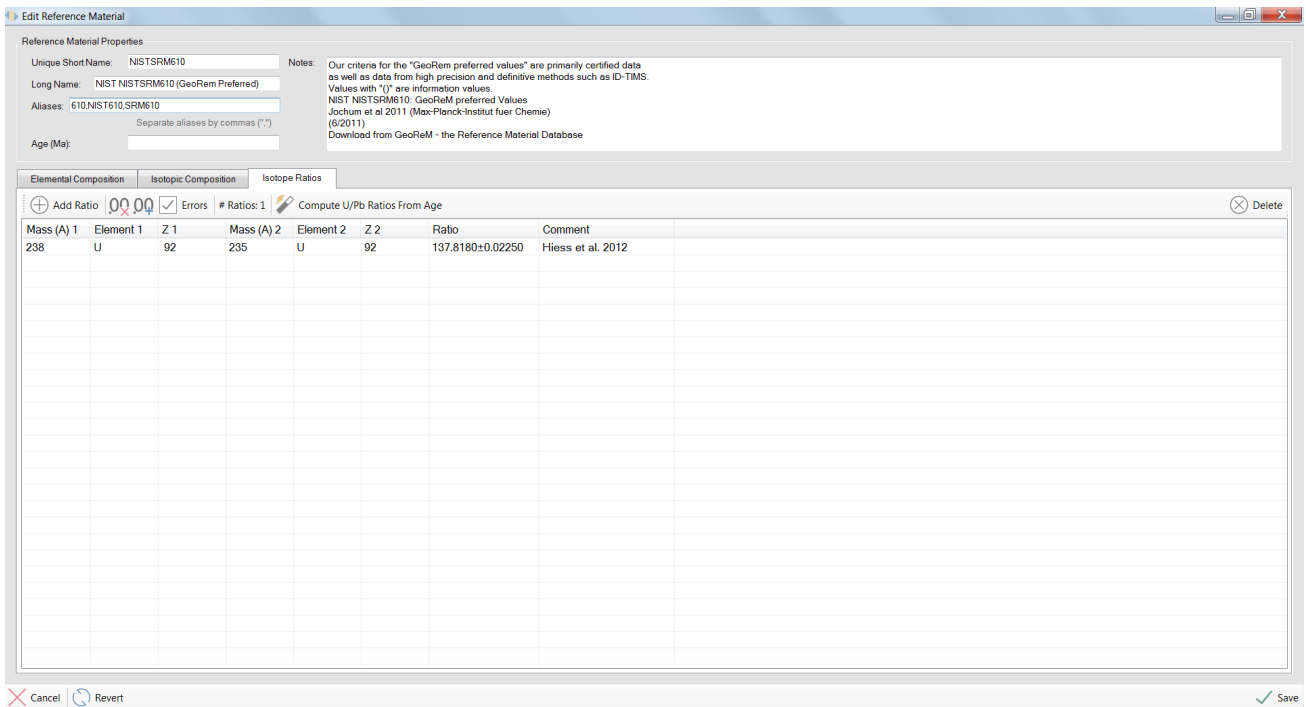 Edit Reference Material
Reference Material Properties
Unique Short Name: NISTSRM610
Long Name: NIST NISTSRM610 (GeoRem Preferred)
Aliases: 610,NIST610,SRM610
Separate aliases by commas (",")
Age (Ma):
Notes: Our criteria for the "GeoRem preferred values" are primarily certified data
as well as data from high precision and definitive methods such as ID-TIMS.
Values with "()" are information values.
NIST NISTSRM610: GeoReM preferred Values
Jochum et al 2011 (Max-Planck-Institut fuer Chemie)
(6/2011)
Download from GeoReM - the Reference Material Database
Elemental Composition Isotopic Composition Isotope Ratios
Add Ratio .00 .00 Errors # Ratios: 1 Compute U/Pb Ratios From Age Delete
Mass (A) 1 Element 1 Z 1 Mass (A) 2 Element 2 Z 2 Ratio Comment
238 U 92 235 U 92 137.8180±0.02250 Hiess et al. 2012
Cancel Revert Save